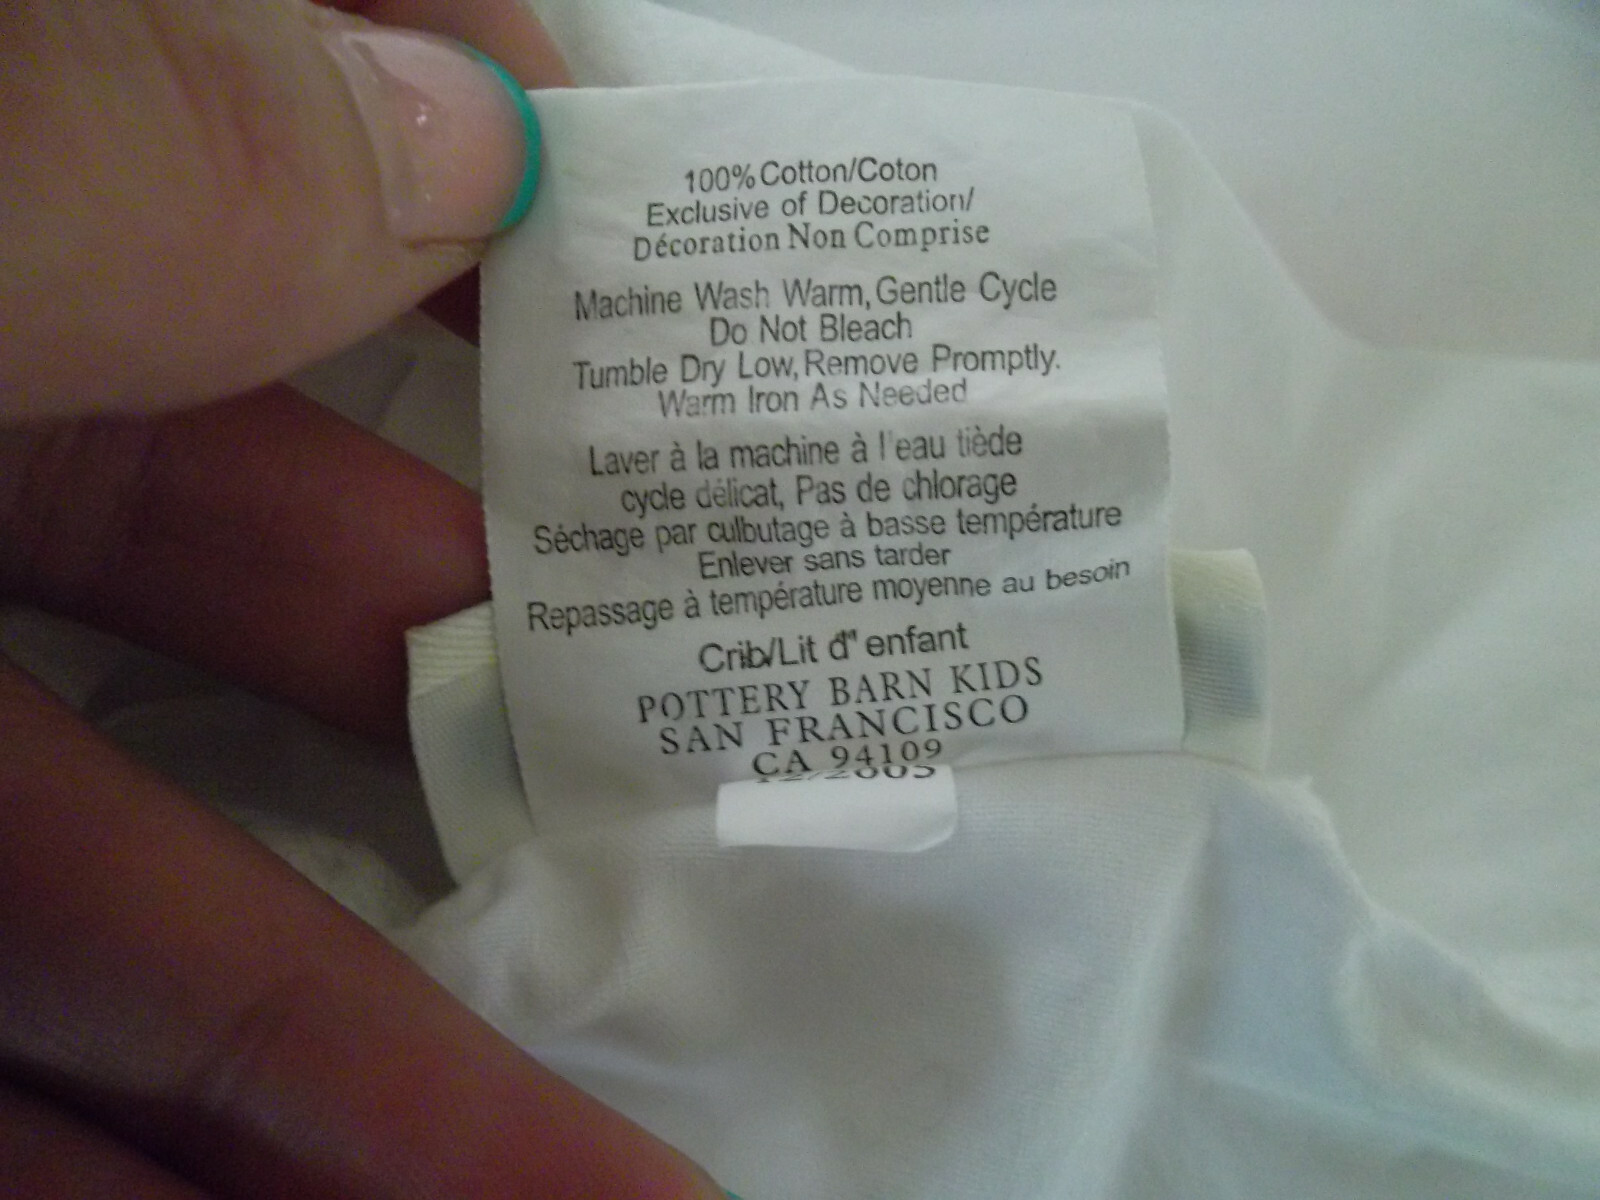 100% Cotton/Coton
Exclusive of Decoration/
Décoration Non Comprise
Machine Wash Warm, Gentle Cycle
Do Not Bleach
Tumble Dry Low, Remove Promptly.
Warm Iron As Needed
Laver à la machine à l'eau tiède
cycle délicat, Pas de chlorage
Séchage par culbutage à basse température
Enlever sans tarder
Repassage à température moyenne au besoin
Crib/Lit d" enfant
POTTERY BARN KIDS
SAN FRANCISCO
CA 94109